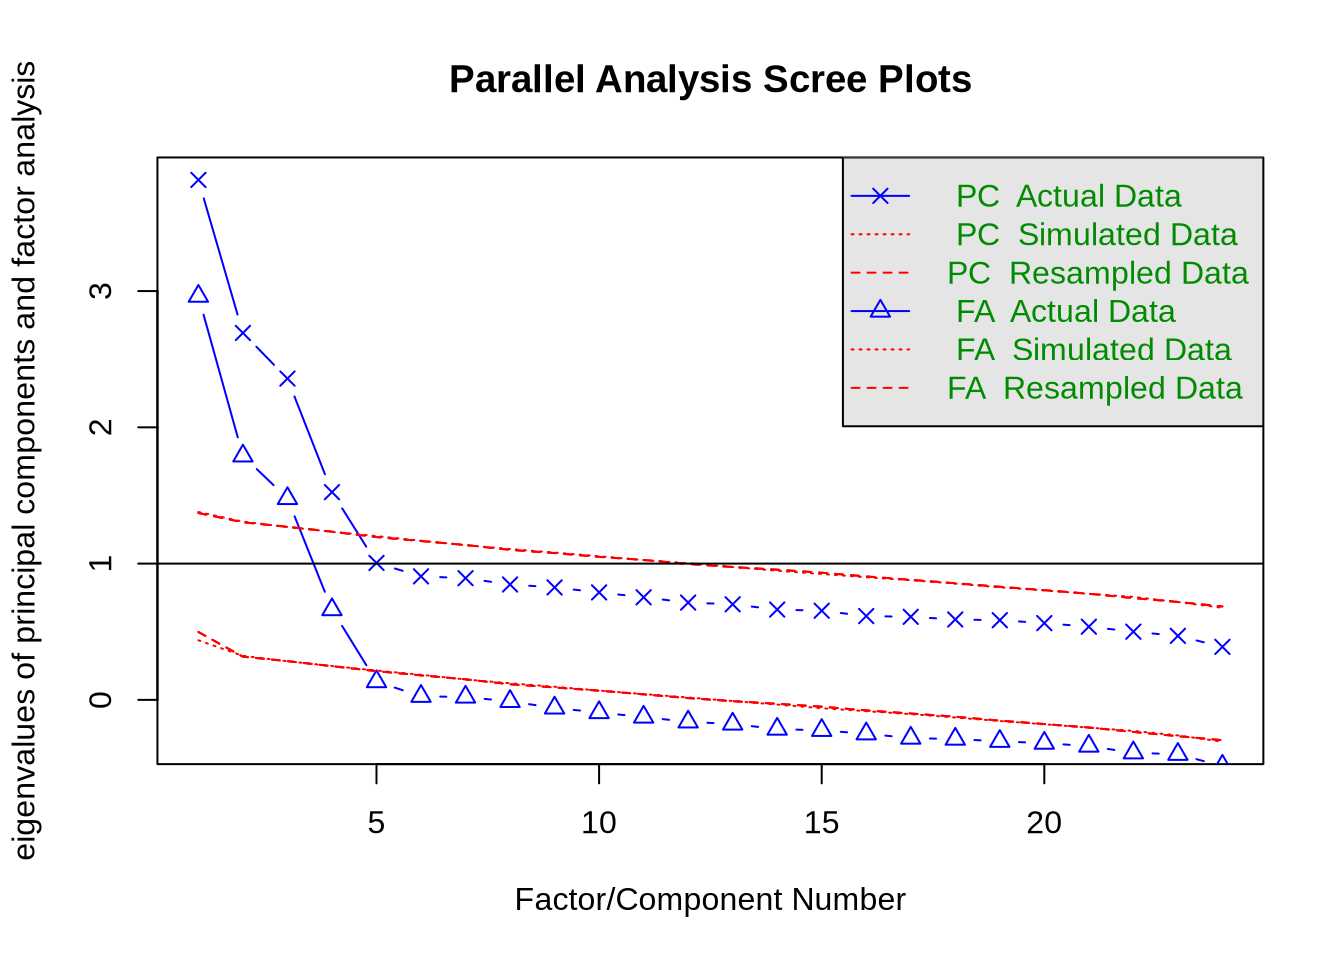 Parallel Analysis Scree Plots
eigenvalues of principal components and factor analysis
3
2
1
0
PC Actual Data
PC Simulated Data
PC Resampled Data
FA Actual Data
FA Simulated Data
FA Resampled Data
5 10 15 20
Factor/Component Number